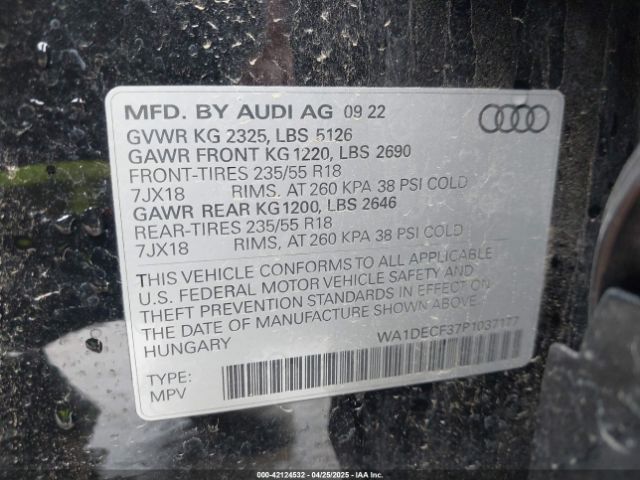 MFD. BY AUDI AG 09 22
GVWR KG 2325, LBS 5126
GAWR FRONT KG 1220, LBS 2690
FRONT-TIRES 235/55 R18
7JX18 RIMS. AT 260 KPA 38 PSI COLD
GAWR REAR KG 1200, LBS 2646
REAR-TIRES 235/55 R18
7JX18 RIMS, AT 260 KPA 38 PSI COLD
THIS VEHICLE CONFORMS TO ALL APPLICABLE
U.S. FEDERAL MOTOR VEHICLE SAFETY AND
THEFT PREVENTION STANDARDS IN EFFECT ON
THE DATE OF MANUFACTURE SHOWN ABOVE.
HUNGARY
WA1DECF37P1037177
TYPE:
MPV
000-42124532 - 04/25/2025 - IAAI.com